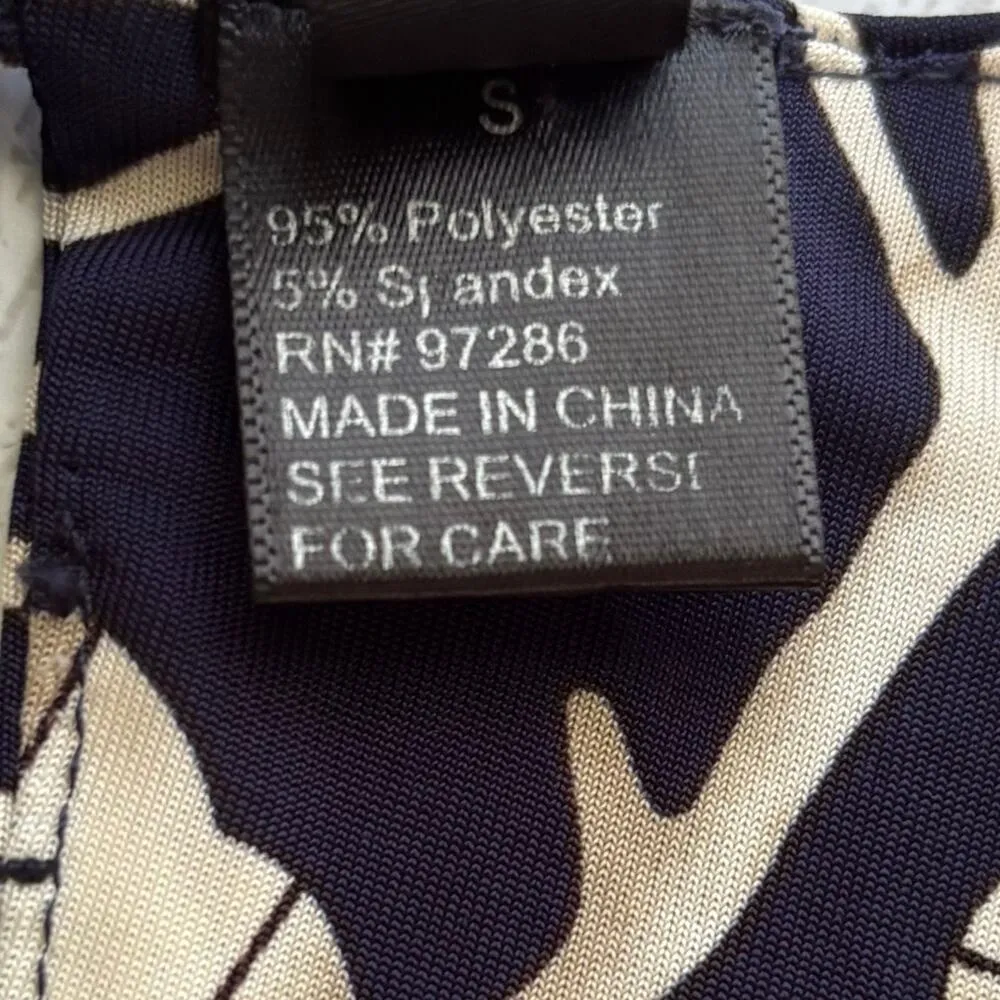 S
95% Polyester
5% Spandex
RN# 97286
MADE IN CHINA
SEE REVERSE
FOR CARE